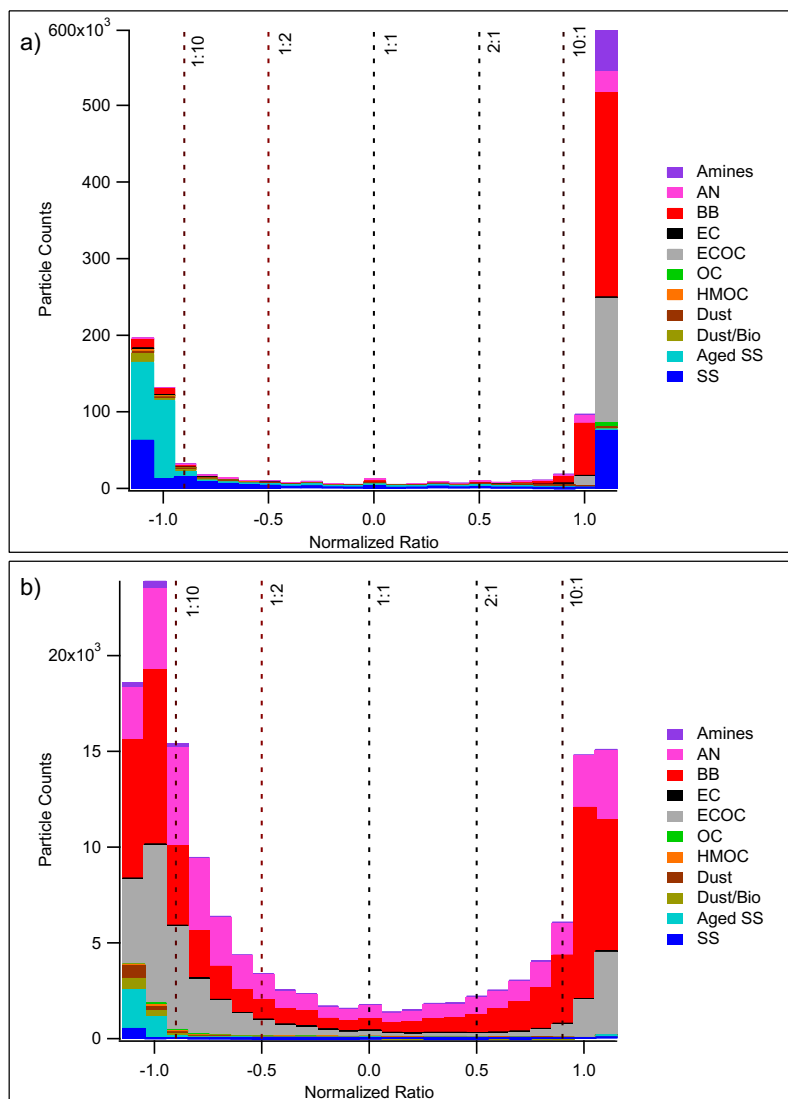 a)
600x10³
500
400
300
200
100
0
Particle Counts
1:10
1:2
1:1
2:1
10:1
-1.0
-0.5
0.0
0.5
1.0
Normalized Ratio
Amines
AN
BB
EC
ECOC
OC
HMOC
Dust
Dust/Bio
Aged SS
SS
b)
20x10³
15
10
5
0
Particle Counts
1:10
1:2
1:1
2:1
10:1
-1.0
-0.5
0.0
0.5
1.0
Normalized Ratio
Amines
AN
BB
EC
ECOC
OC
HMOC
Dust
Dust/Bio
Aged SS
SS